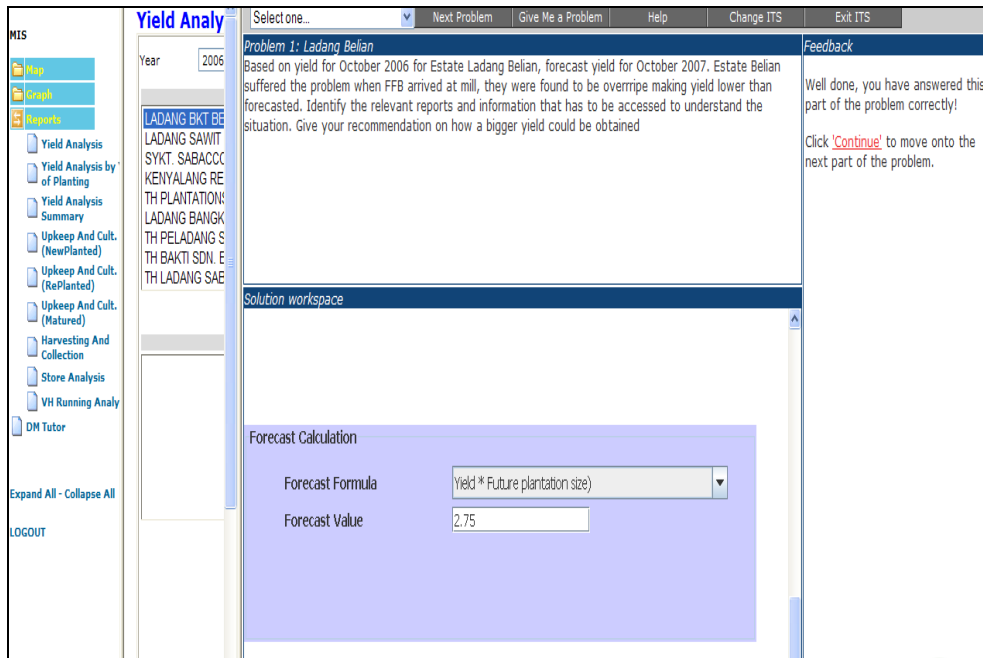 MIS
Map
Graph
Reports
Yield Analysis
Yield Analysis by
of Planting
Yield Analysis
Summary
Upkeep And Cult.
(NewPlanted)
Upkeep And Cult.
(RePlanted)
Upkeep And Cult.
(Matured)
Harvesting And
Collection
Store Analysis
VH Running Analy
DM Tutor
Expand All - Collapse All
LOGOUT
Yield Analy
Year 2006
LADANG BKT BE
LADANG SAWIT
SYKT. SABACCO
KENYALANG RE
TH PLANTATIONS
LADANG BANGK
TH PELADANG S
TH BAKTI SDN. B
TH LADANG SAB
Select one... Next Problem Give Me a Problem Help Change ITS Exit ITS
Problem 1: Ladang Belian
Based on yield for October 2006 for Estate Ladang Belian, forecast yield for October 2007. Estate Belian
suffered the problem when FFB arrived at mill, they were found to be overrripe making yield lower than
forecasted. Identify the relevant reports and information that has to be accessed to understand the
situation. Give your recommendation on how a bigger yield could be obtained
Solution workspace
Forecast Calculation
Forecast Formula Yield * Future plantation size)
Forecast Value 2.75
Feedback
Well done, you have answered this
part of the problem correctly!
Click 'Continue' to move onto the
next part of the problem.